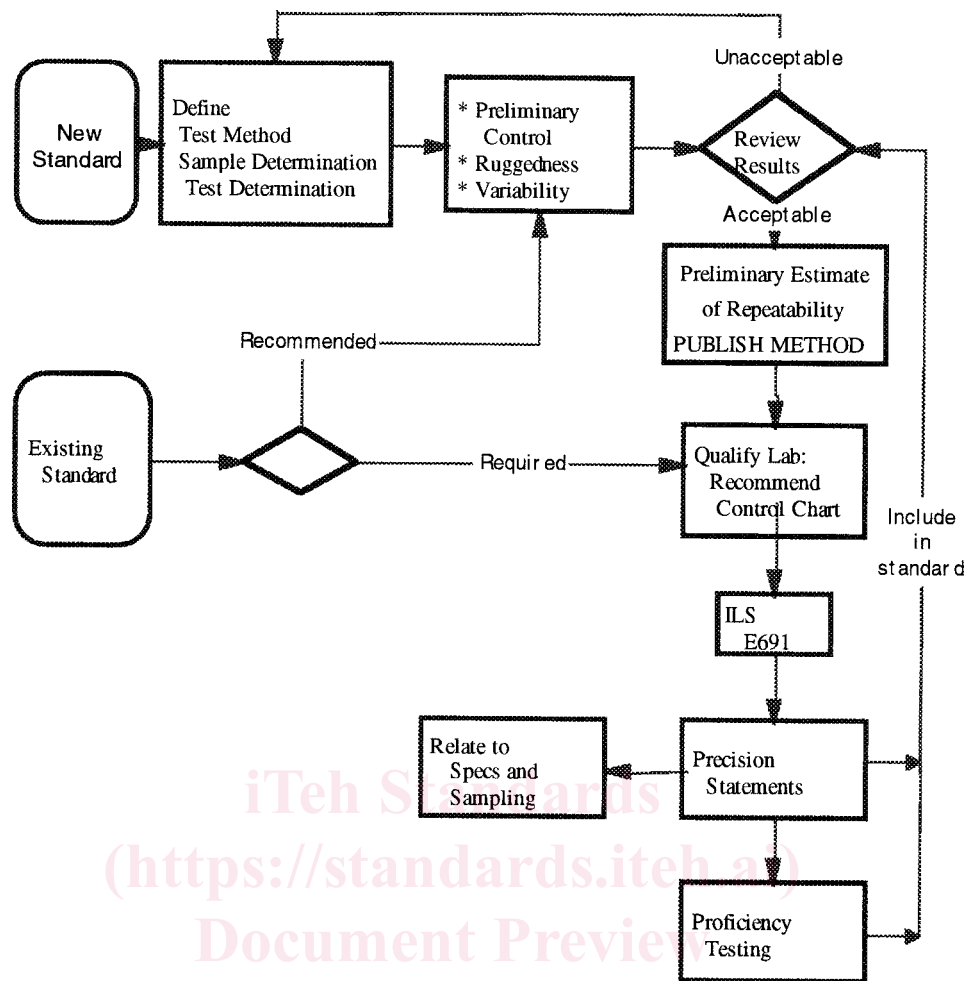 Unacceptable
New
Standard
Define
Test Method
Sample Determination
Test Determination
* Preliminary
Control
* Ruggedness
* Variability
Review
Results
Acceptable
Preliminary Estimate
of Repeatability
PUBLISH METHOD
Recommended
Existing
Standard
Required
Qualify Lab:
Recommend
Control Chart
Include
in
standard
ILS
E691
Relate to
Specs and
Sampling
Precision
Statements
Proficiency
Testing
iTeh Standards
(https://standards.iteh.ai)
Document Preview